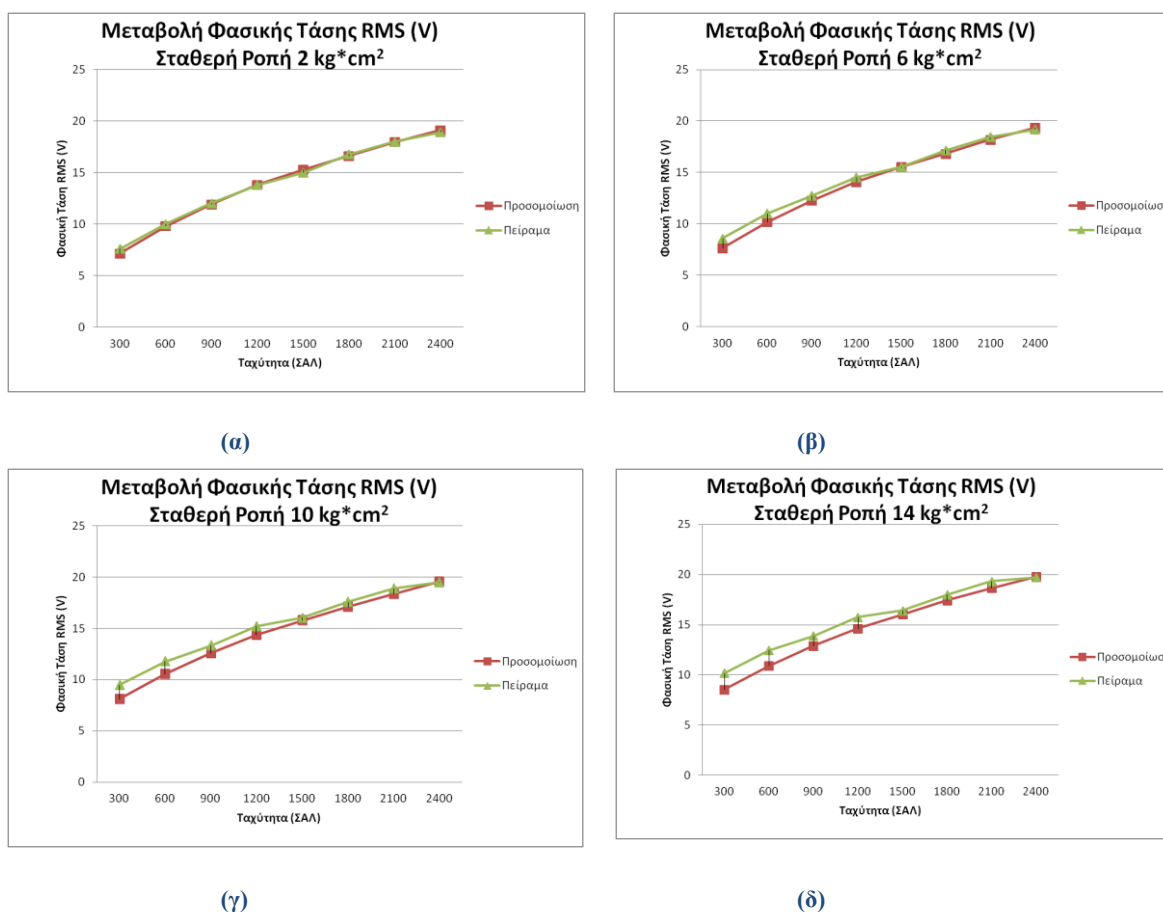 Μεταβολή Φασικής Τάσης RMS (V)
Σταθερή Ροπή 2 kg*cm²
25
20
15
10
5
0
Φασική Τάση RMS (V)
300 600 900 1200 1500 1800 2100 2400
Ταχύτητα (ΣΑΛ)
Προσομοίωση
Πείραμα
(α)
Μεταβολή Φασικής Τάσης RMS (V)
Σταθερή Ροπή 6 kg*cm²
25
20
15
10
5
0
Φασική Τάση RMS (V)
300 600 900 1200 1500 1800 2100 2400
Ταχύτητα (ΣΑΛ)
Προσομοίωσ
Πείραμα
(β)
Μεταβολή Φασικής Τάσης RMS (V)
Σταθερή Ροπή 10 kg*cm²
25
20
15
10
5
0
Φασική Τάση RMS (V)
300 600 900 1200 1500 1800 2100 2400
Ταχύτητα (ΣΑΛ)
Προσομοίωση
Πείραμα
(γ)
Μεταβολή Φασικής Τάσης RMS (V)
Σταθερή Ροπή 14 kg*cm²
25
20
15
10
5
0
Φασική Τάση RMS (V)
300 600 900 1200 1500 1800 2100 2400
Ταχύτητα (ΣΑΛ)
Προσομοίωσ
Πείραμα
(δ)